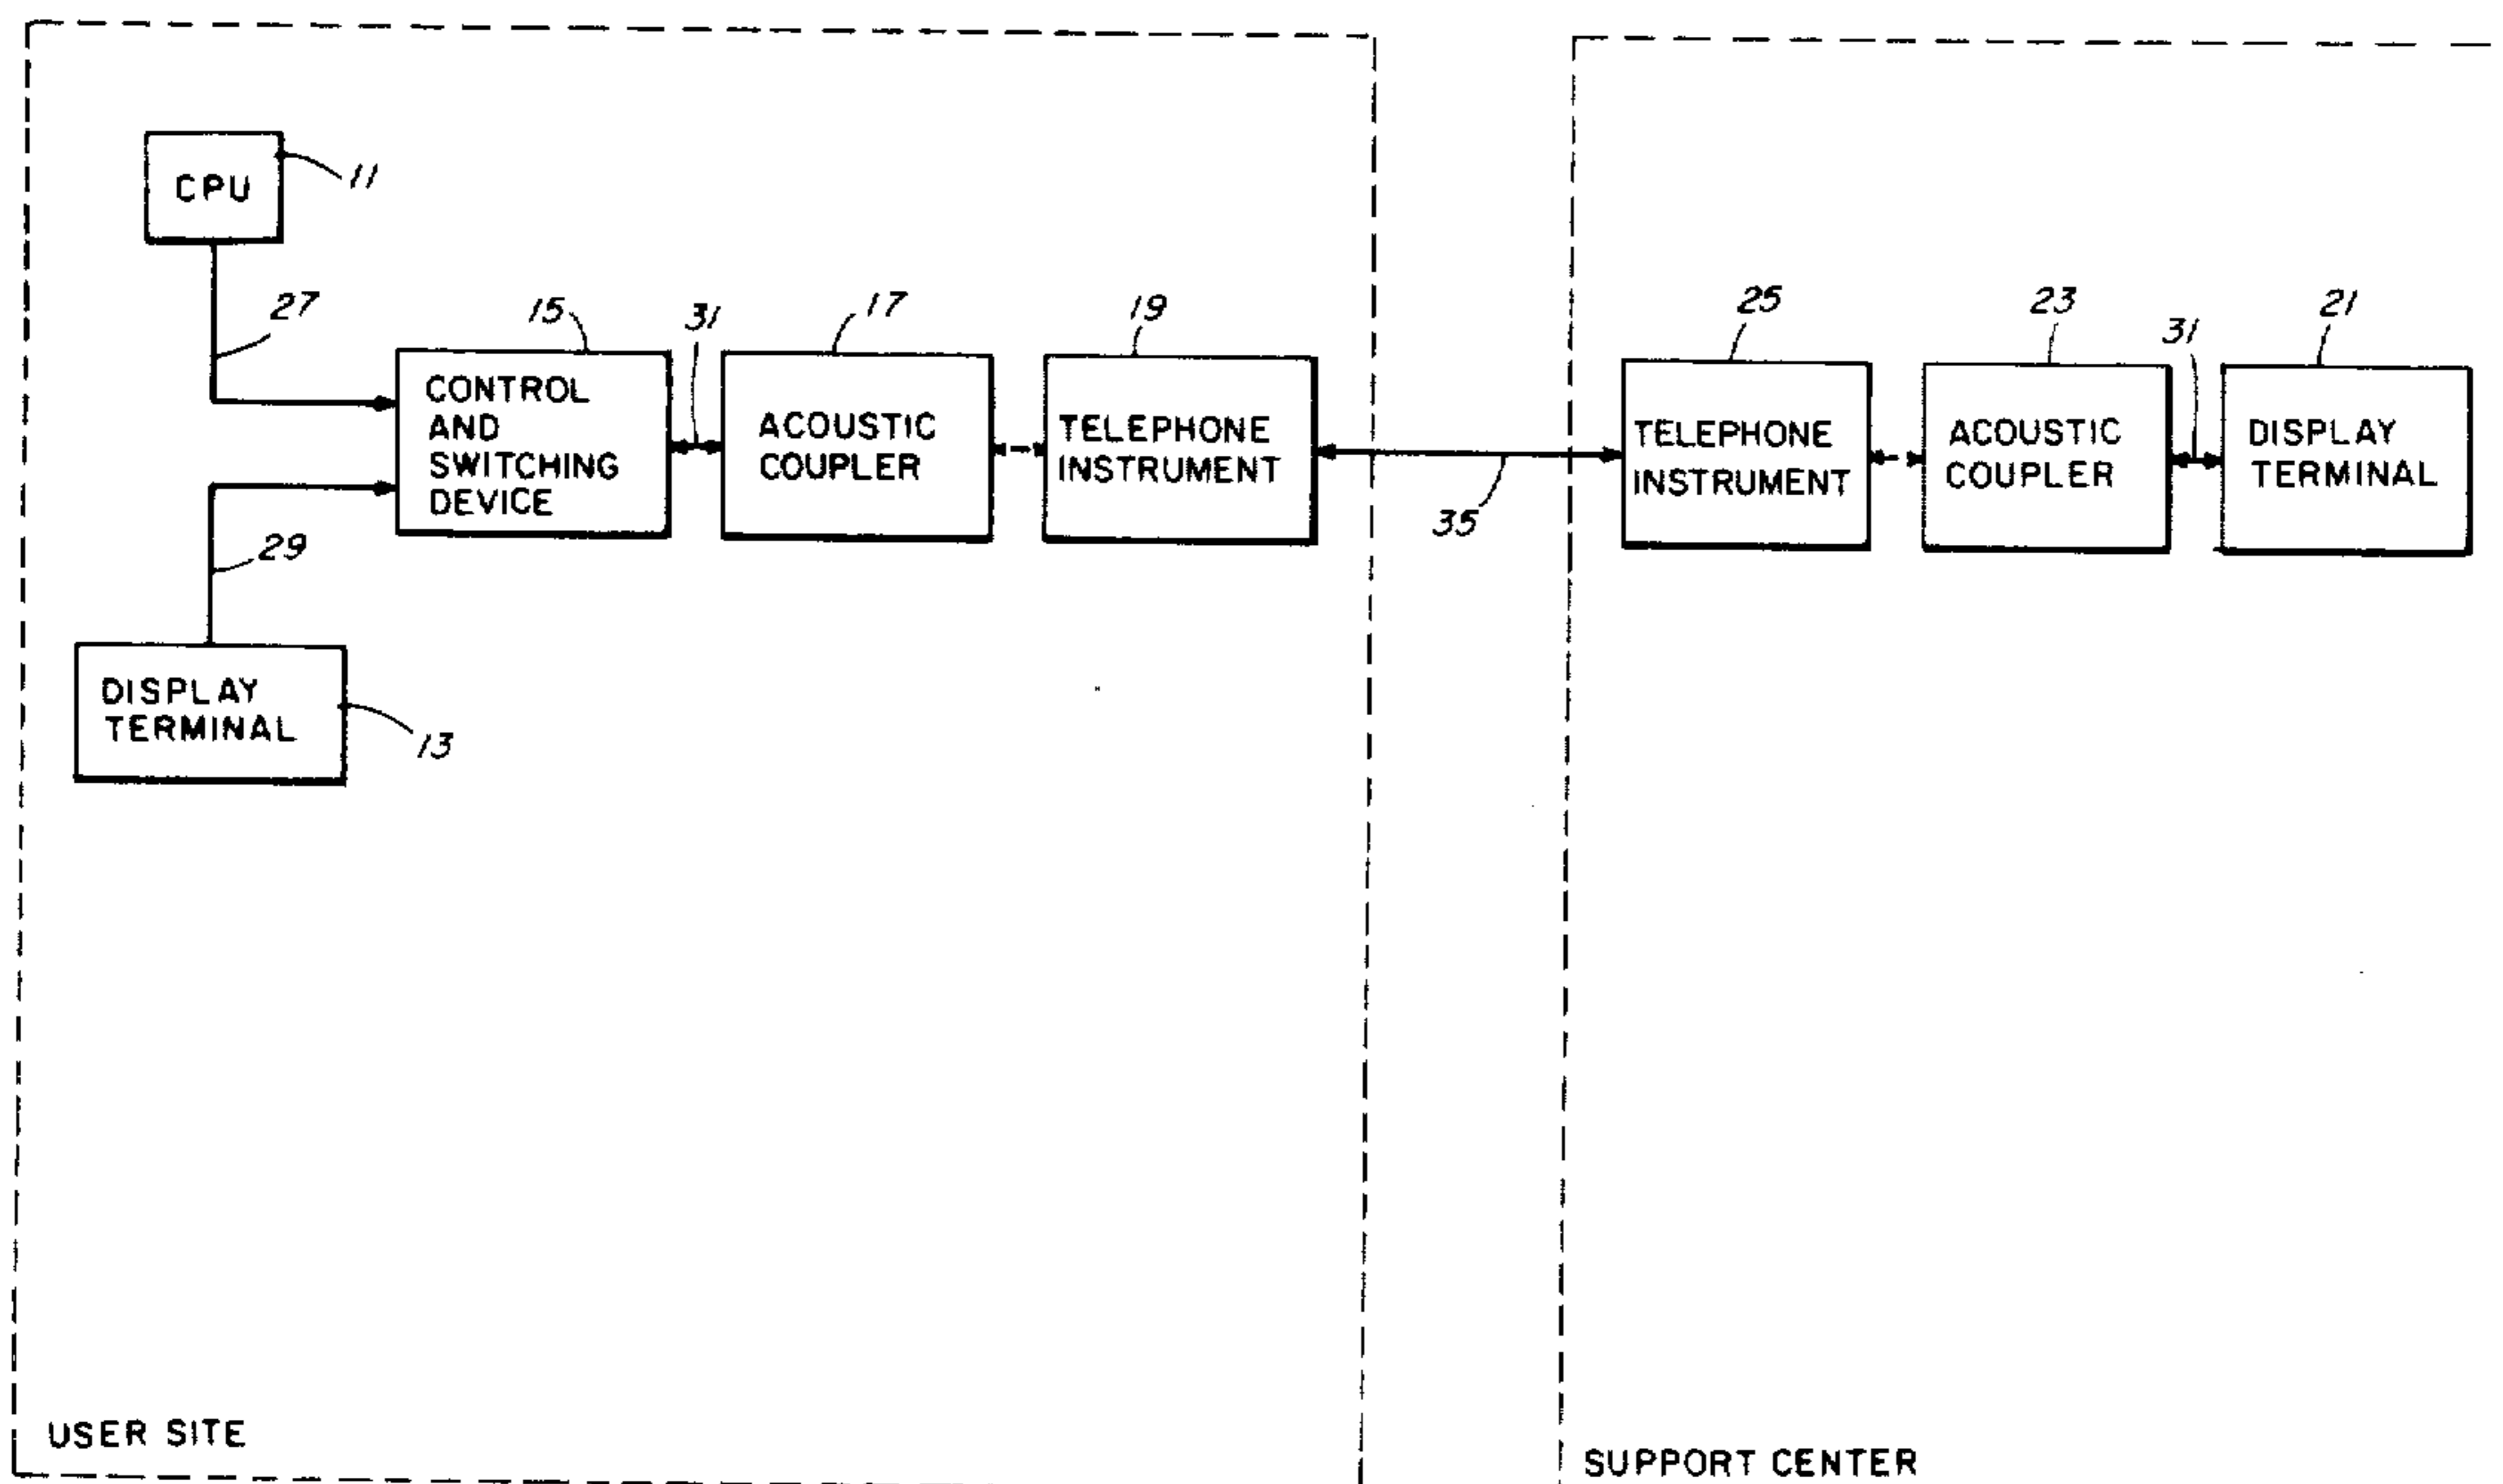 CPU
11
27
15
31
17
19
25
23
31
21
CONTROL
AND
SWITCHING
DEVICE
ACOUSTIC
COUPLER
TELEPHONE
INSTRUMENT
TELEPHONE
INSTRUMENT
ACOUSTIC
COUPLER
DISPLAY
TERMINAL
35
29
DISPLAY
TERMINAL
13
USER SITE
SUPPORT CENTER